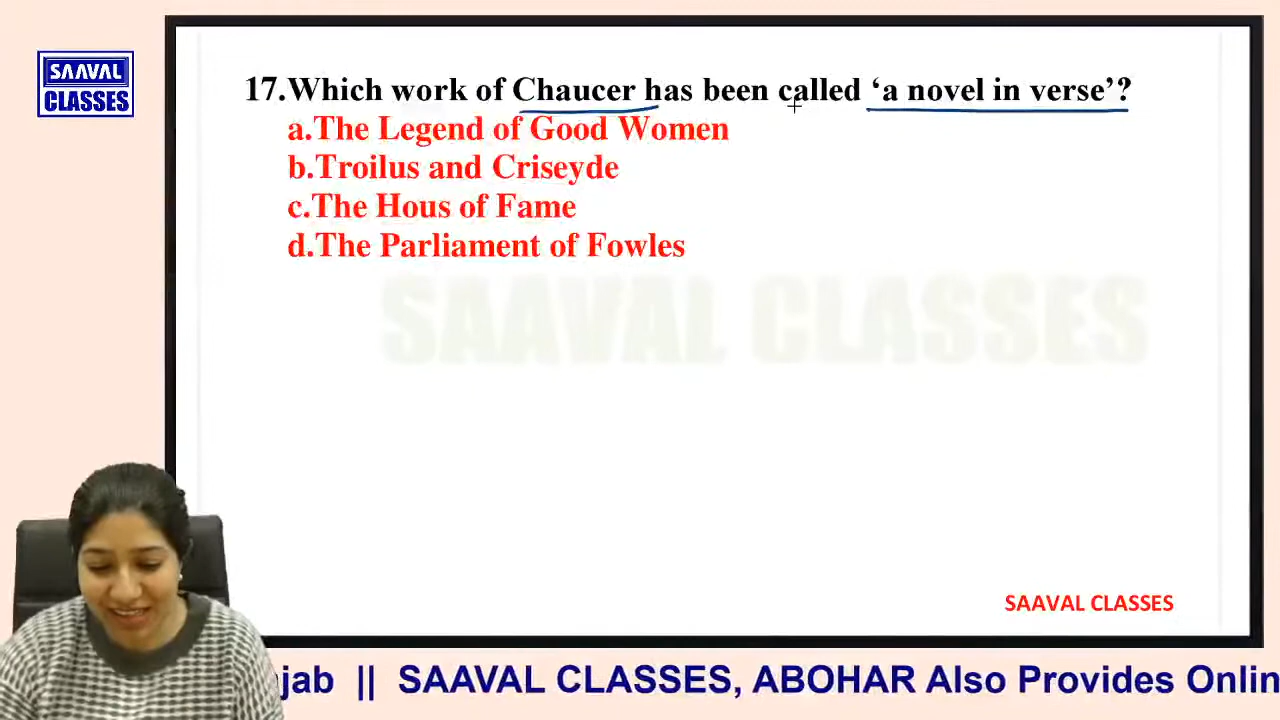 SAAVAL
CLASSES
17.Which work of Chaucer has been called ‘a novel in verse’?
a.The Legend of Good Women
b.Troilus and Criseyde
c.The Hous of Fame
d.The Parliament of Fowles
SAAVAL CLASSES
SAAVAL CLASSES
jab || SAAVAL CLASSES, ABOHAR Also Provides Onlin